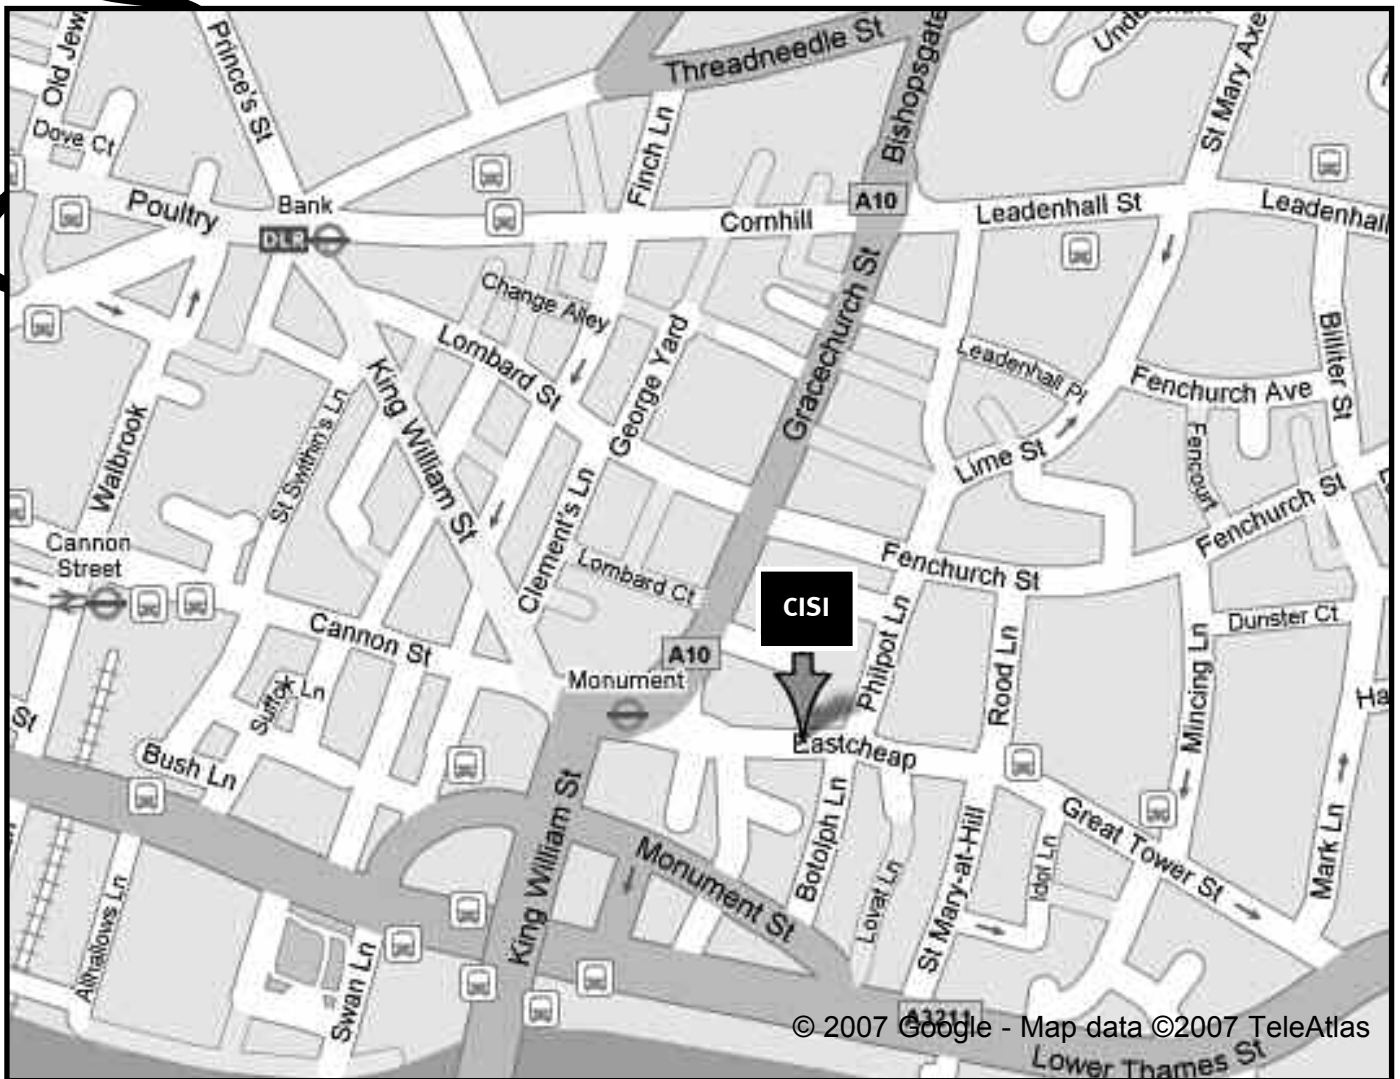 Old Jew
Prince's St
Threadneedle St
Bishopsgate
St Mary Axe
Dove Ct
Finch Ln
Poultry
Bank
DLR
Cornhill
A10
Leadenhall St
Leadenhall
Change Alley
Lombard St
George Yard
Gracechurch St
Leadenhall Pl
Fenchurch Ave
Billiter St
King William St
St Swithin's Ln
Walbrook
Lime St
Fencourt
Fenchurch St
Cannon
Street
Clement's Ln
Lombard Ct
Fenchurch St
CISI
Philpot Ln
Rood Ln
Dunster Ct
Mincing Ln
Cannon St
A10
Monument
Suffolk Ln
St
Ha
Bush Ln
Eastcheap
King William St
Monument St
Botolph Ln
Lovat Ln
St Mary-at-Hill
Idol Ln
Great Tower St
Mark Ln
Allhallows Ln
Swan Ln
A3211
© 2007 Google - Map data ©2007 TeleAtlas
Lower Thames St